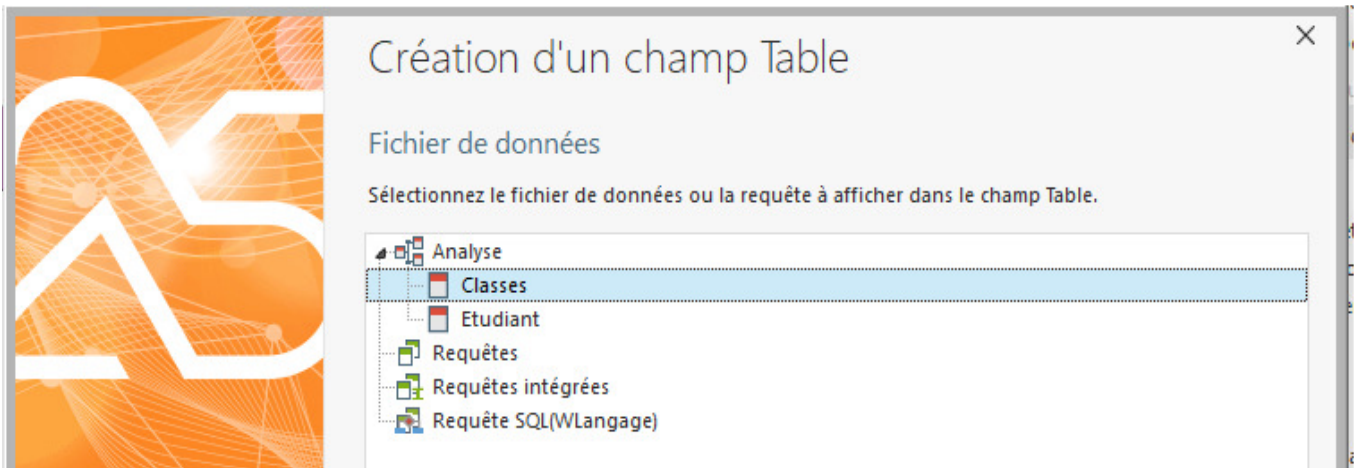 Création d'un champ Table
Fichier de données
Sélectionnez le fichier de données ou la requête à afficher dans le champ Table.
Analyse
Classes
Etudiant
Requêtes
Requêtes intégrées
Requête SQL(WLangage)